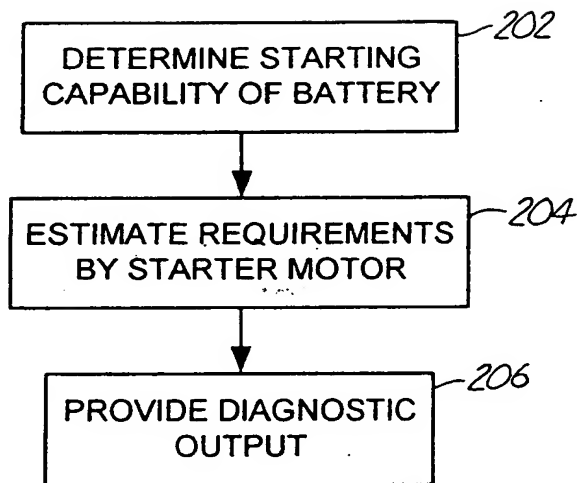 202
DETERMINE STARTING
CAPABILITY OF BATTERY
204
ESTIMATE REQUIREMENTS
BY STARTER MOTOR
206
PROVIDE DIAGNOSTIC
OUTPUT